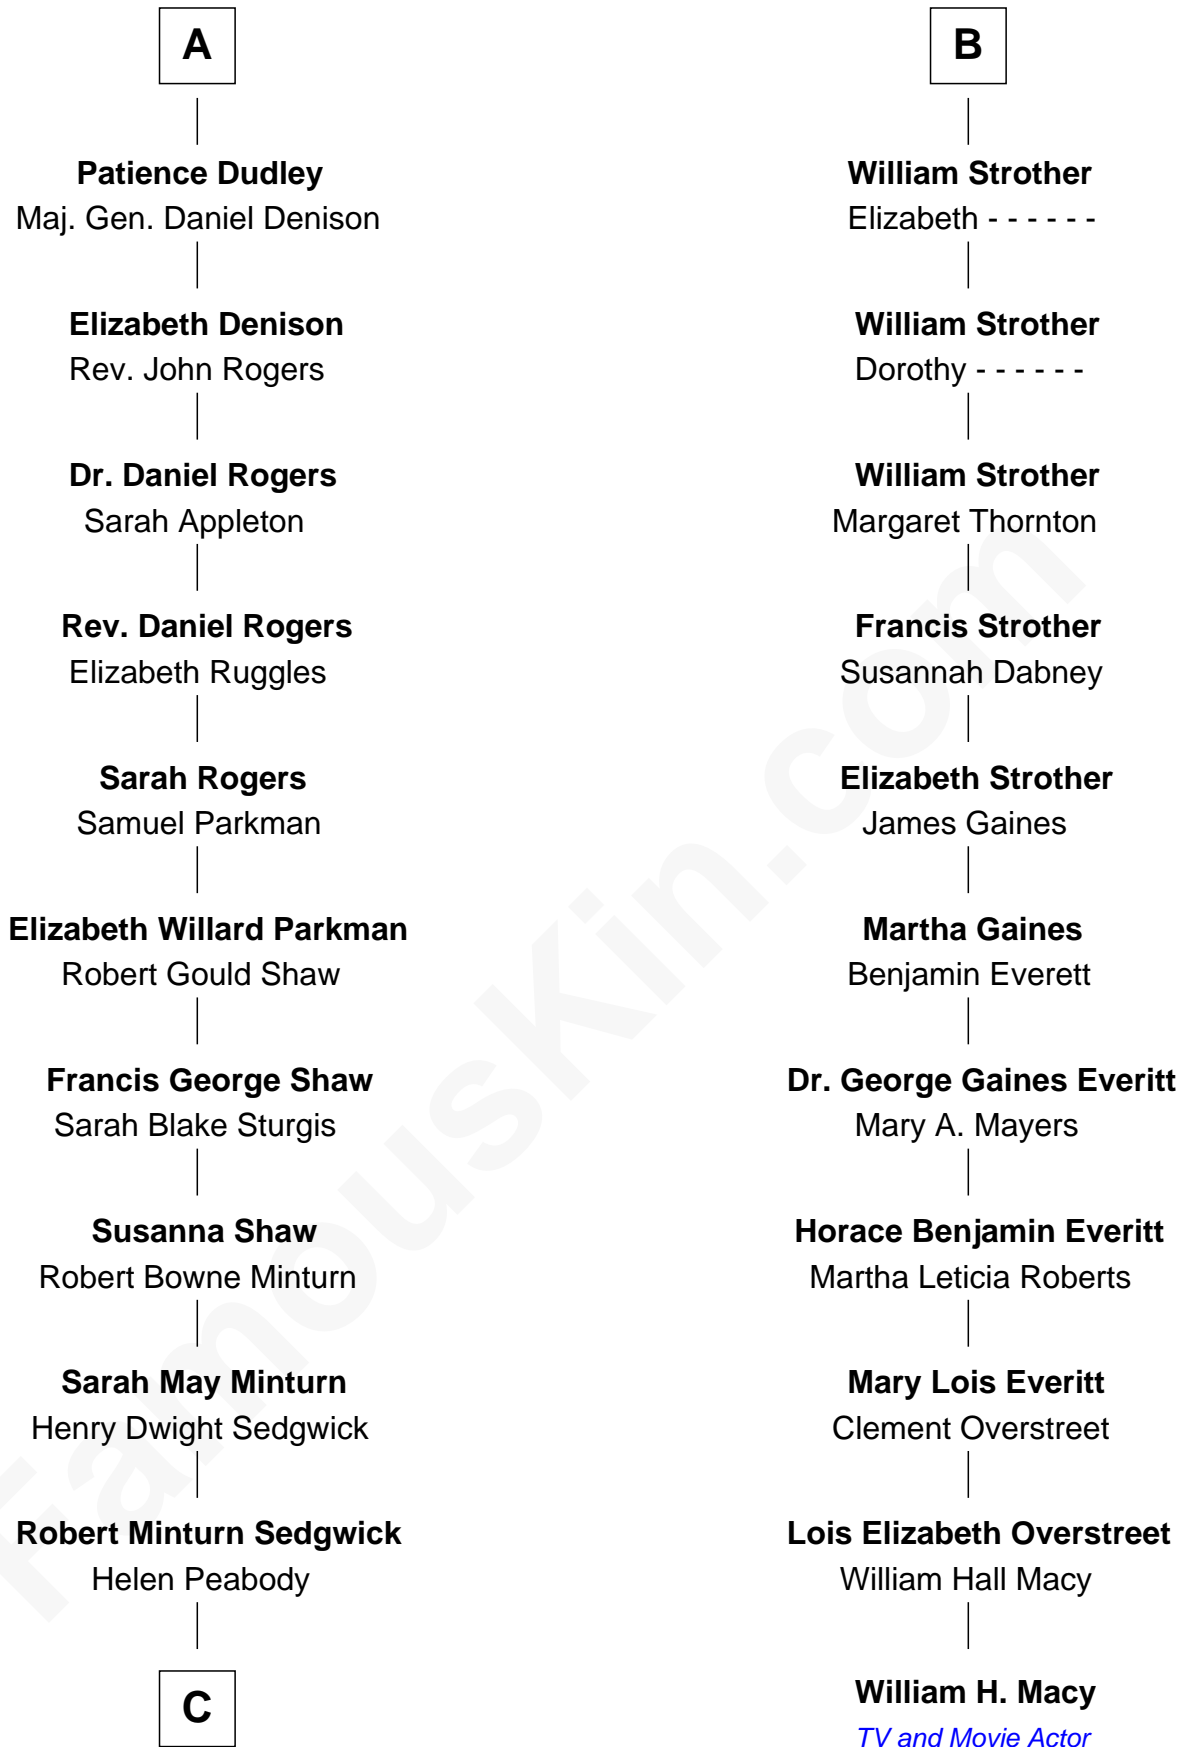 A
Patience Dudley
Maj. Gen. Daniel Denison
Elizabeth Denison
Rev. John Rogers
Dr. Daniel Rogers
Sarah Appleton
Rev. Daniel Rogers
Elizabeth Ruggles
Sarah Rogers
Samuel Parkman
Elizabeth Willard Parkman
Robert Gould Shaw
Francis George Shaw
Sarah Blake Sturgis
Susanna Shaw
Robert Bowne Minturn
Sarah May Minturn
Henry Dwight Sedgwick
Robert Minturn Sedgwick
Helen Peabody
C
B
William Strother
Elizabeth - - - - - -
William Strother
Dorothy - - - - - -
William Strother
Margaret Thornton
Francis Strother
Susannah Dabney
Elizabeth Strother
James Gaines
Martha Gaines
Benjamin Everett
Dr. George Gaines Everitt
Mary A. Mayers
Horace Benjamin Everitt
Martha Leticia Roberts
Mary Lois Everitt
Clement Overstreet
Lois Elizabeth Overstreet
William Hall Macy
William H. Macy
TV and Movie Actor
FamousKin.com